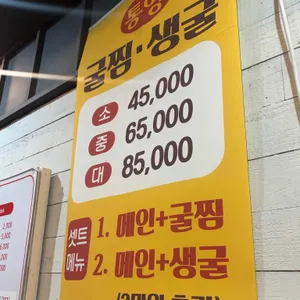 통영
굴찜·생굴
소 45,000
중 65,000
대 85,000
셋트 메뉴
1. 메인+굴찜
2. 메인+생굴